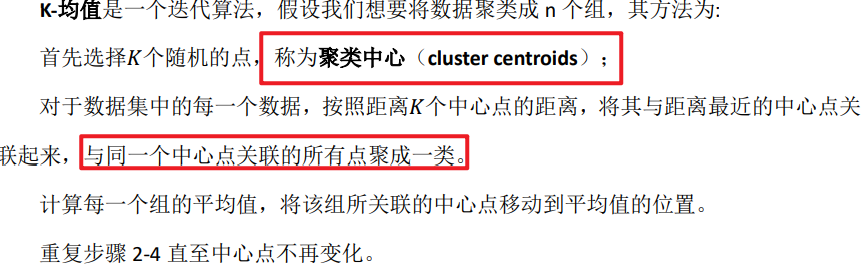 K-均值是一个迭代算法，假设我们想要将数据聚类成 n 个组，其方法为:
首先选择K个随机的点，称为聚类中心（cluster centroids）；
对于数据集中的每一个数据，按照距离K个中心点的距离，将其与距离最近的中心点关
联起来，与同一个中心点关联的所有点聚成一类。
计算每一个组的平均值，将该组所关联的中心点移动到平均值的位置。
重复步骤 2-4 直至中心点不再变化。